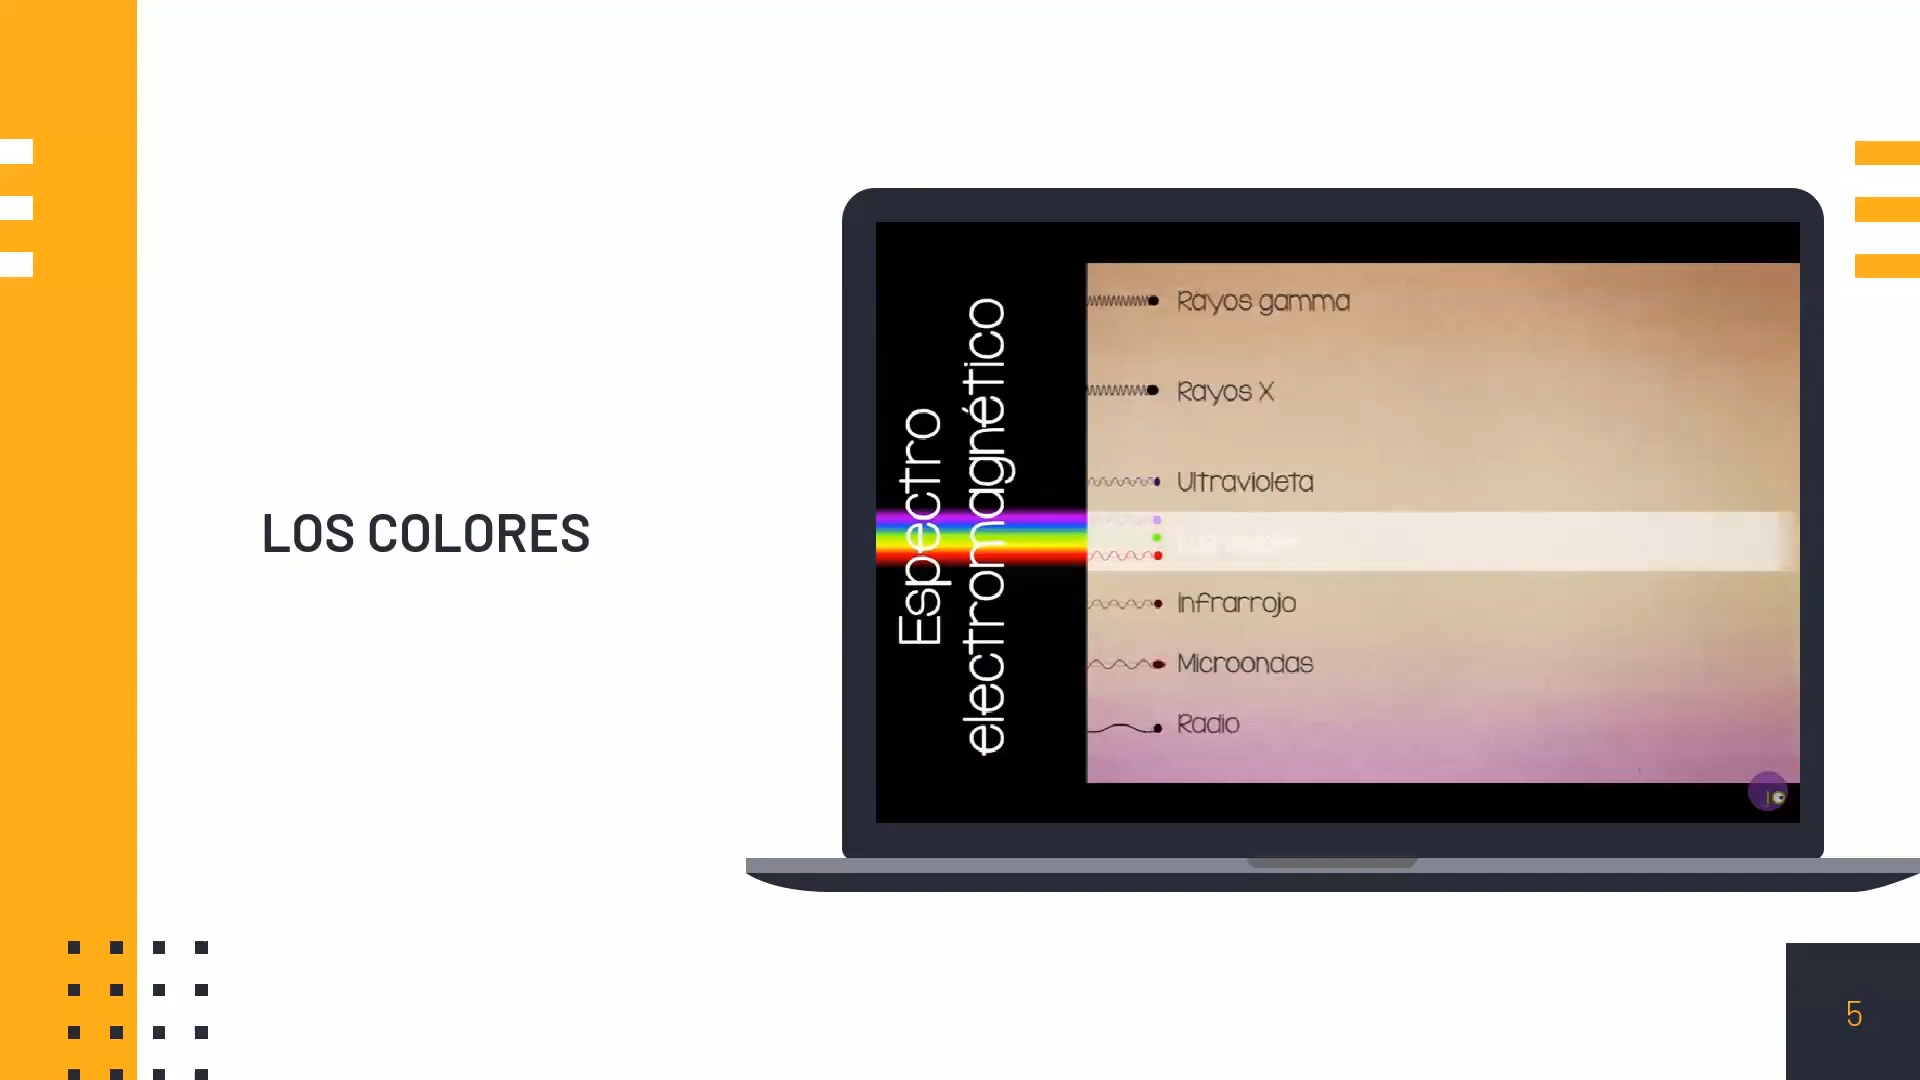 LOS COLORES
Espectro
electromagnético
Rayos gamma
Rayos X
Ultravioleta
Infrarrojo
Microondas
Radio
5